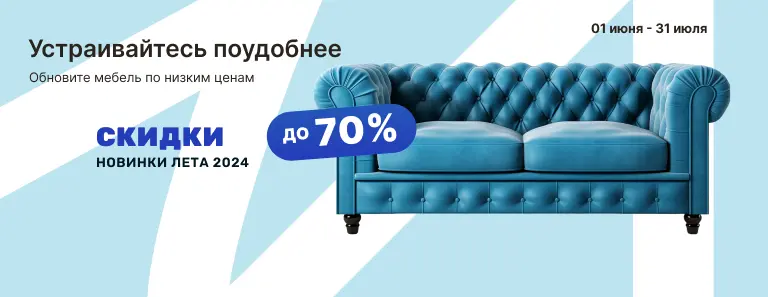 01 июня - 31 июля
Устраивайтесь поудобнее
Обновите мебель по низким ценам
СКИДКИ
до 70%
НОВИНКИ ЛЕТА 2024